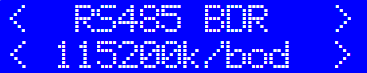 < RS485 BDR >
< 115200k/bod >